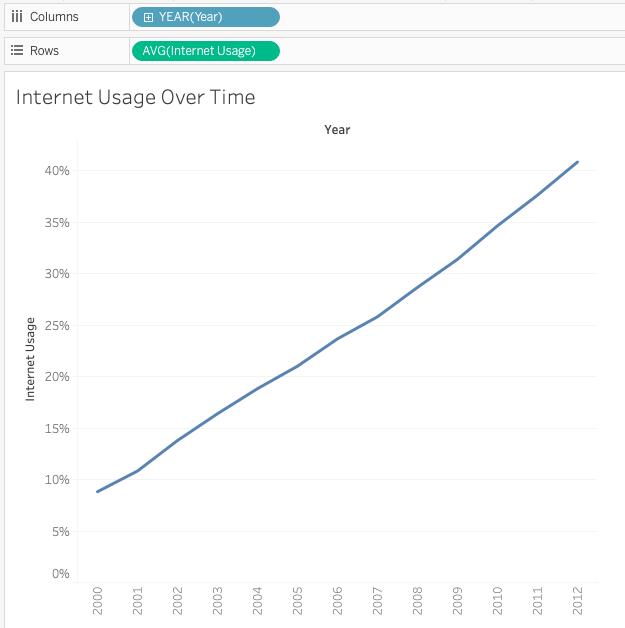 Columns
YEAR(Year)
Rows
AVG(Internet Usage)
Internet Usage Over Time
Year
40%
35%
30%
25%
20%
15%
10%
5%
0%
Internet Usage
2000 2001 2002 2003 2004 2005 2006 2007 2008 2009 2010 2011 2012